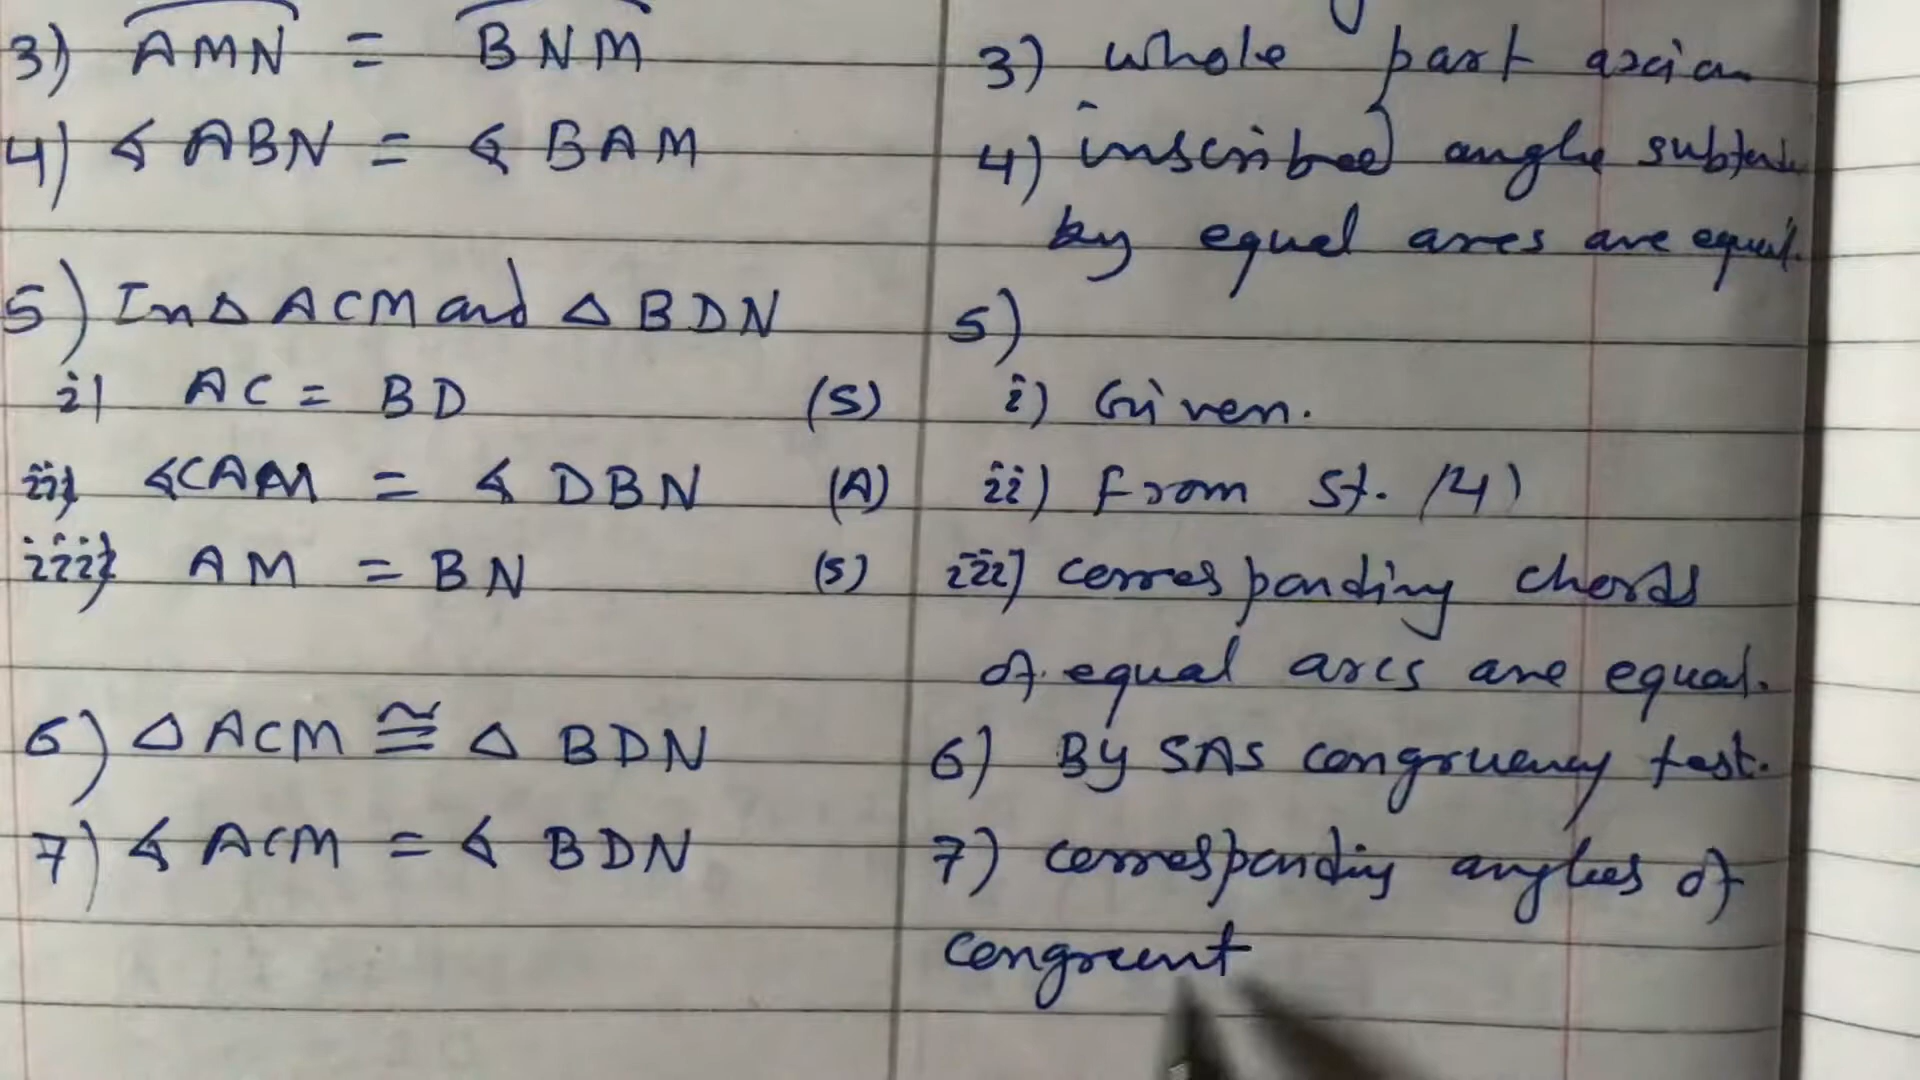 3) AMN = BNM
4) ∢ ABN = ∢ BAM
5) In △ ACM and △ BDN
i) AC = BD (S)
ii) ∢CAM = ∢ DBN (A)
iii) AM = BN (S)
6) △ ACM ≅ △ BDN
7) ∢ ACM = ∢ BDN
3) whole part axiom
4) inscribed angle
by equal arcs are equal.
5)
i) Given.
ii) From St. (4)
iii) corresponding chords
of equal arcs are equal.
6) By SAS congruency test.
7) corresponding angles of
congruent